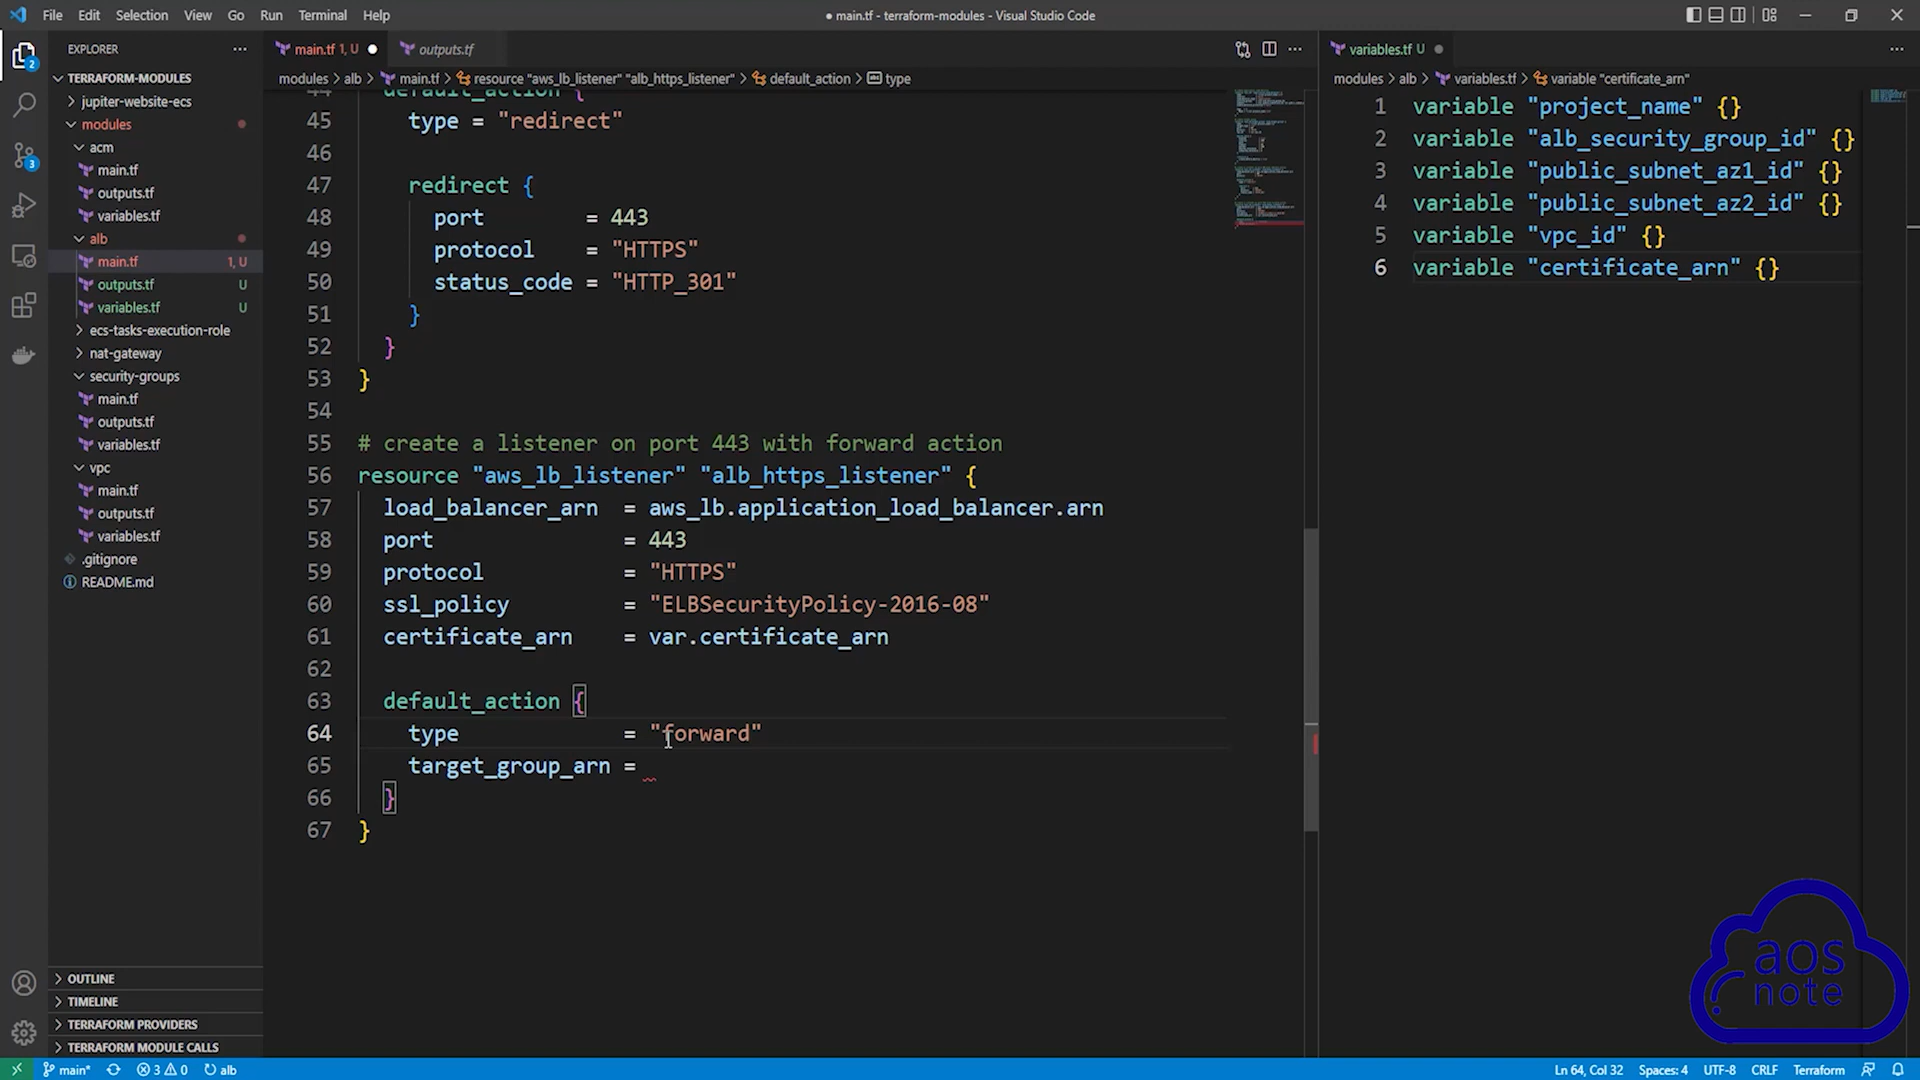 File Edit Selection View Go Run Terminal Help
● main.tf - terraform-modules - Visual Studio Code
EXPLORER
TERRAFORM-MODULES
jupiter-website-ecs
modules
acm
main.tf
outputs.tf
variables.tf
alb
main.tf 1, U
outputs.tf U
variables.tf U
ecs-tasks-execution-role
nat-gateway
security-groups
main.tf
outputs.tf
variables.tf
vpc
main.tf
outputs.tf
variables.tf
.gitignore
README.md
OUTLINE
TIMELINE
TERRAFORM PROVIDERS
TERRAFORM MODULE CALLS
2
3
main.tf 1, U ● outputs.tf
modules > alb > main.tf > resource "aws_lb_listener" "alb_https_listener" > default_action > type
44 default_action {
45 type = "redirect"
46
47 redirect {
48 port = 443
49 protocol = "HTTPS"
50 status_code = "HTTP_301"
51 }
52 }
53 }
54
55 # create a listener on port 443 with forward action
56 resource "aws_lb_listener" "alb_https_listener" {
57 load_balancer_arn = aws_lb.application_load_balancer.arn
58 port = 443
59 protocol = "HTTPS"
60 ssl_policy = "ELBSecurityPolicy-2016-08"
61 certificate_arn = var.certificate_arn
62
63 default_action {
64 type = "forward"
65 target_group_arn =
66 }
67 }
variables.tf U ●
modules > alb > variables.tf > variable "certificate_arn"
1 variable "project_name" {}
2 variable "alb_security_group_id" {}
3 variable "public_subnet_az1_id" {}
4 variable "public_subnet_az2_id" {}
5 variable "vpc_id" {}
6 variable "certificate_arn" {}
aos
note
main* 3 0 alb
Ln 64, Col 32 Spaces: 4 UTF-8 CRLF Terraform